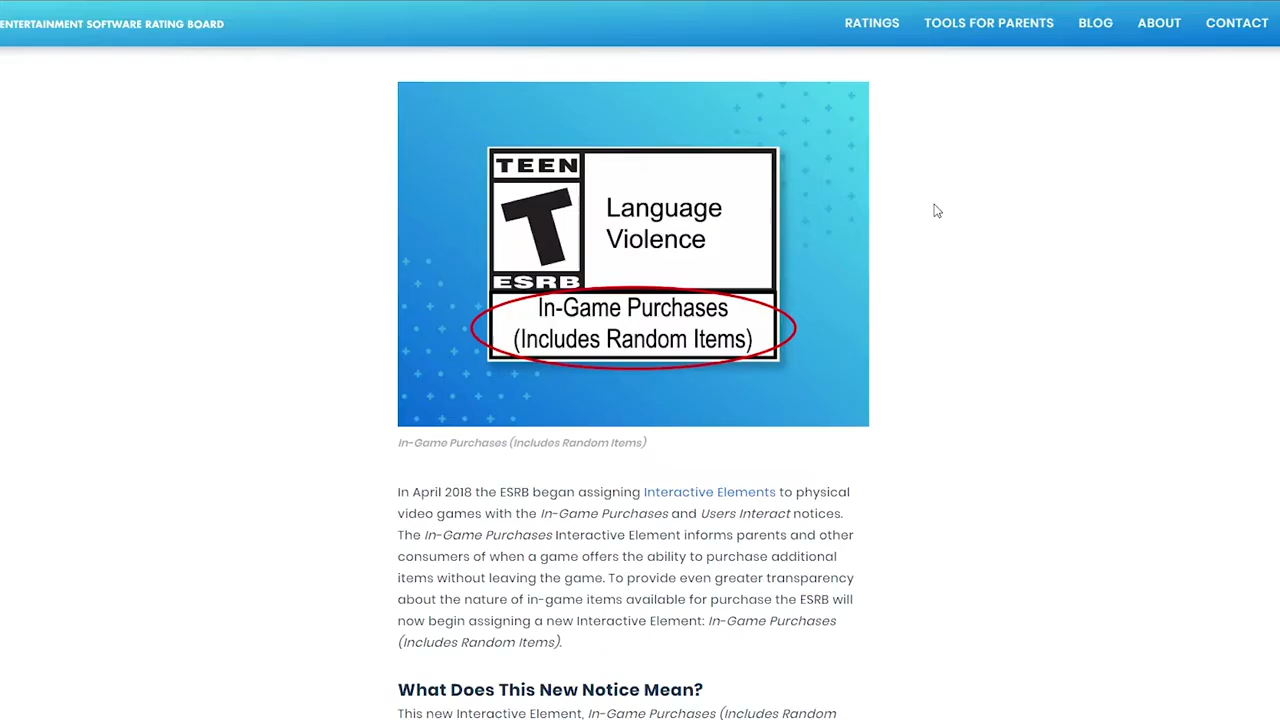 ENTERTAINMENT SOFTWARE RATING BOARD
RATINGS TOOLS FOR PARENTS BLOG ABOUT CONTACT
TEEN
T
ESRB
Language
Violence
In-Game Purchases
(Includes Random Items)
In-Game Purchases (Includes Random Items)
In April 2018 the ESRB began assigning Interactive Elements to physical
video games with the In-Game Purchases and Users Interact notices.
The In-Game Purchases Interactive Element informs parents and other
consumers of when a game offers the ability to purchase additional
items without leaving the game. To provide even greater transparency
about the nature of in-game items available for purchase the ESRB will
now begin assigning a new Interactive Element: In-Game Purchases
(Includes Random Items).
What Does This New Notice Mean?
This new Interactive Element, In-Game Purchases (Includes Random